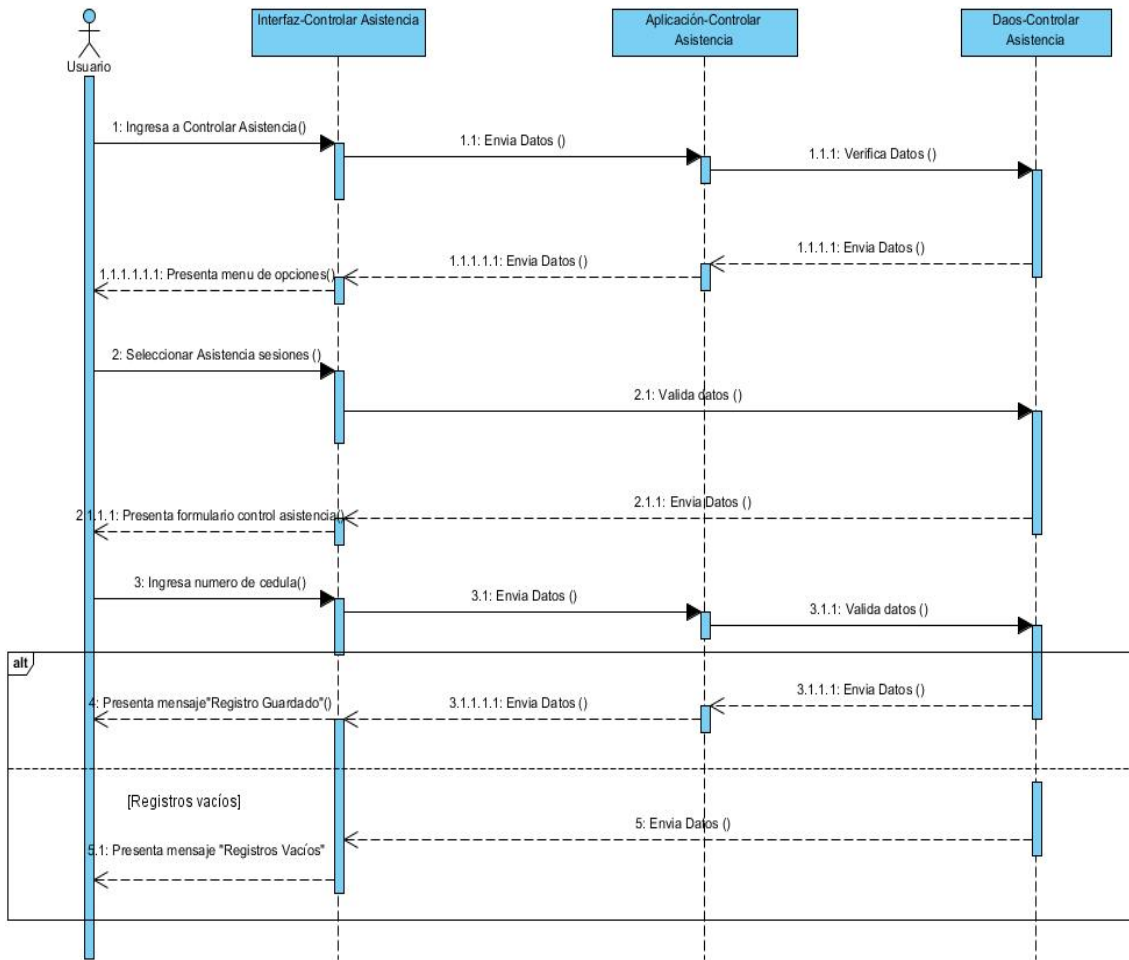 Interfaz-Controlar Asistencia
Aplicación-Controlar
Asistencia
Daos-Controlar
Asistencia
Usuario
1: Ingresa a Controlar Asistencia()
1.1: Envia Datos ()
1.1.1: Verifica Datos ()
1.1.1.1: Envia Datos ()
1.1.1.1.1: Envia Datos ()
1.1.1.1.1.1: Presenta menu de opciones()
2: Seleccionar Asistencia sesiones ()
2.1: Valida datos ()
2.1.1: Envia Datos ()
2.1.1.1: Presenta formulario control asistencia()
3: Ingresa numero de cedula()
3.1: Envia Datos ()
3.1.1: Valida datos ()
alt
3.1.1.1: Envia Datos ()
3.1.1.1.1: Envia Datos ()
4: Presenta mensaje"Registro Guardado"()
[Registros vacíos]
5: Envia Datos ()
5.1: Presenta mensaje "Registros Vacíos"